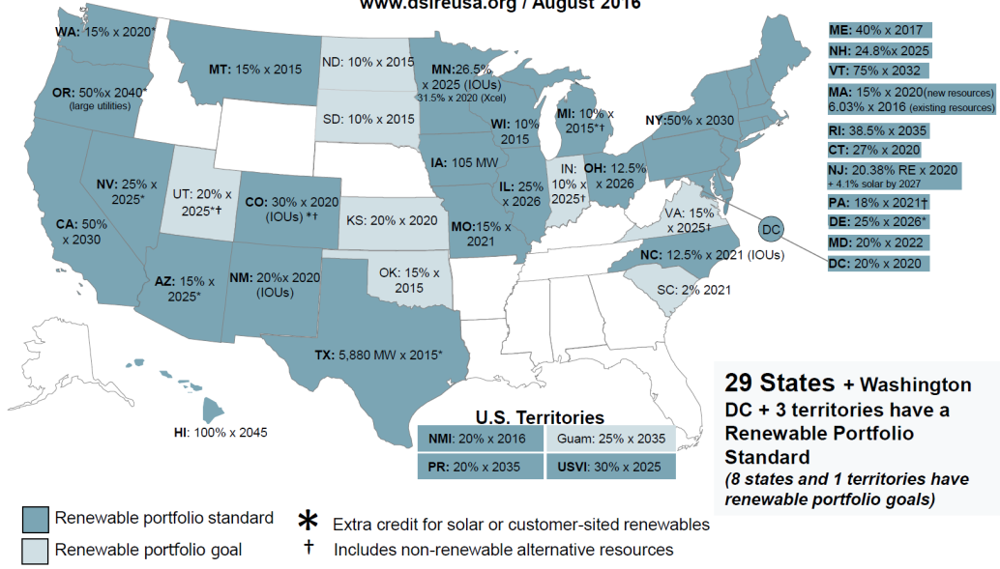 www.dsireusa.org / August 2016
WA: 15% x 2020*
OR: 50%x 2040*
(large utilities)
MT: 15% x 2015
ND: 10% x 2015
SD: 10% x 2015
MN:26.5%
x 2025 (IOUs)
31.5% x 2020 (Xcel)
WI: 10%
2015
MI: 10% x
2015*†
NY:50% x 2030
IA: 105 MW
IL: 25%
x 2026
IN:
10% x
2025†
OH: 12.5%
x 2026
NV: 25% x
2025*
UT: 20% x
2025*†
CO: 30% x 2020
(IOUs) *†
KS: 20% x 2020
MO:15% x
2021
VA: 15%
x 2025†
CA: 50%
x 2030
AZ: 15% x
2025*
NM: 20%x 2020
(IOUs)
OK: 15% x
2015
NC: 12.5% x 2021 (IOUs)
SC: 2% 2021
TX: 5,880 MW x 2015*
HI: 100% x 2045
DC
ME: 40% x 2017
NH: 24.8%x 2025
VT: 75% x 2032
MA: 15% x 2020(new resources)
6.03% x 2016 (existing resources)
RI: 38.5% x 2035
CT: 27% x 2020
NJ: 20.38% RE x 2020
+ 4.1% solar by 2027
PA: 18% x 2021†
DE: 25% x 2026*
MD: 20% x 2022
DC: 20% x 2020
U.S. Territories
NMI: 20% x 2016
Guam: 25% x 2035
PR: 20% x 2035
USVI: 30% x 2025
29 States + Washington
DC + 3 territories have a
Renewable Portfolio
Standard
(8 states and 1 territories have
renewable portfolio goals)
Renewable portfolio standard
Renewable portfolio goal
* Extra credit for solar or customer-sited renewables
† Includes non-renewable alternative resources